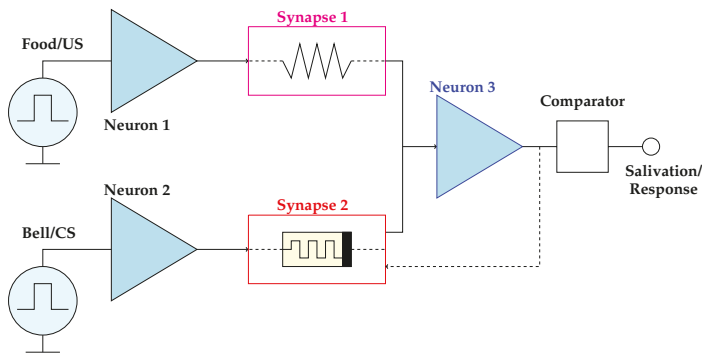 Synapse 1
Food/US
Neuron 1
Neuron 3
Comparator
Salivation/
Response
Neuron 2
Synapse 2
Bell/CS